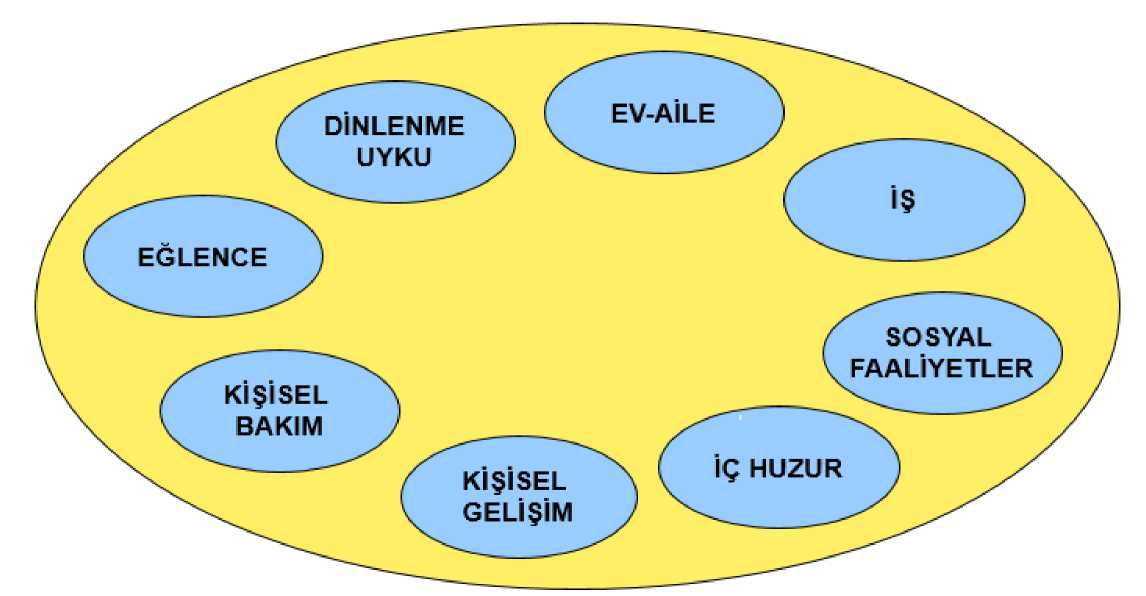 EV-AİLE
DİNLENME
UYKU
İŞ
EĞLENCE
SOSYAL
FAALİYETLER
KİŞİSEL
BAKIM
İÇ HUZUR
KİŞİSEL
GELİŞİM